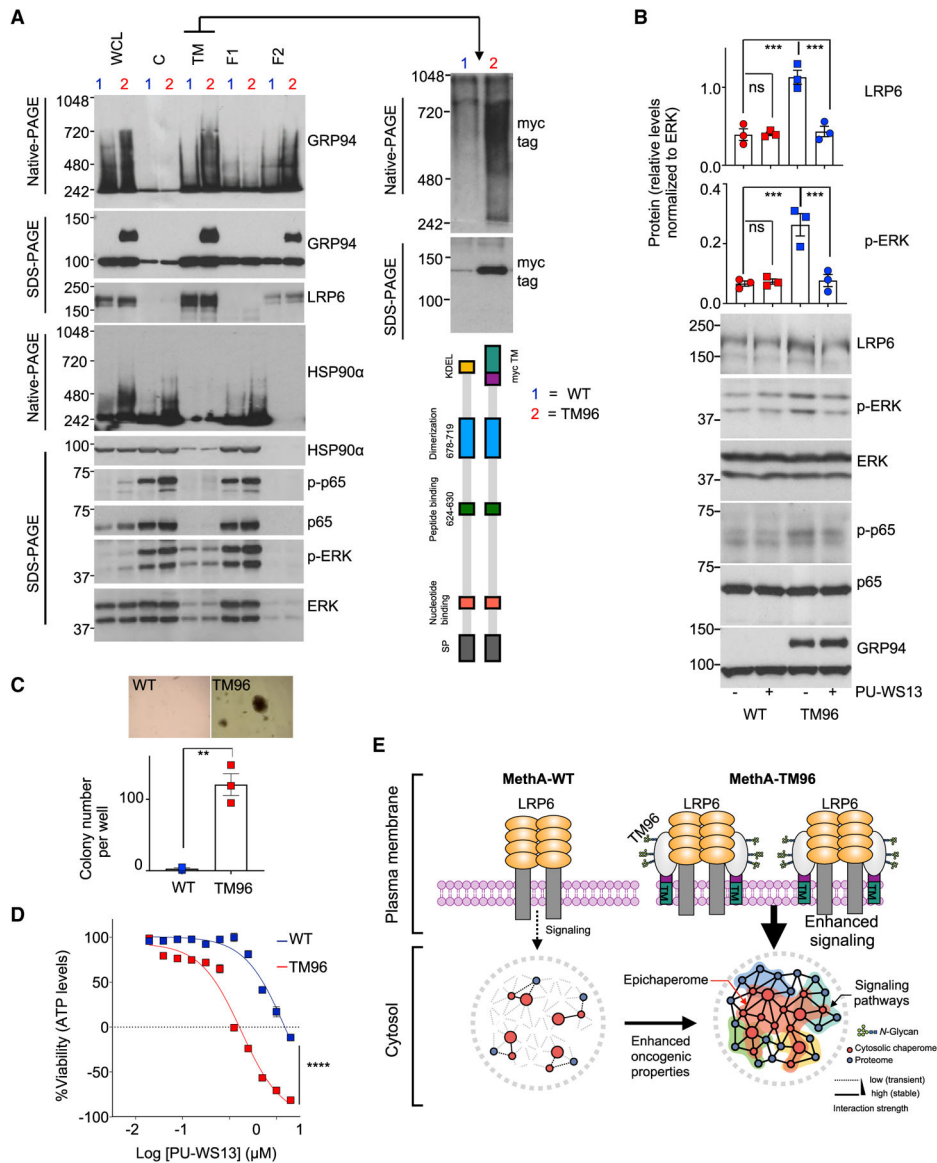 A
WCL
C
TM
F1
F2
1 2 1 2 1 2 1 2 1 2
Native-PAGE
1048
720
480
242
GRP94
SDS-PAGE
150
100
GRP94
250
150
LRP6
Native-PAGE
1048
720
480
242
HSP90α
SDS-PAGE
100
HSP90α
75
p-p65
75
p65
37
p-ERK
37
ERK
1 2
Native-PAGE
1048
720
480
242
myc
tag
SDS-PAGE
150
100
myc
tag
KDEL
myc TM
Dimerization
678-719
Peptide binding
624-630
Nucleotide
binding
SP
1 = WT
2 = TM96
B
Protein (relative levels
normalized to ERK)
1.0
0.0
ns
***
***
LRP6
0.4
0.2
0.0
ns
***
***
p-ERK
250
150
LRP6
37
p-ERK
37
ERK
75
p-p65
75
p65
150
100
GRP94
- + - +
PU-WS13
WT
TM96
C
WT
TM96
Colony number
per well
100
0
**
WT
TM96
D
%Viability (ATP levels)
100
50
0
-50
-100
WT
TM96
****
-2 -1 0 1
Log [PU-WS13] (μM)
E
MethA-WT
MethA-TM96
Plasma membrane
LRP6
TM96
LRP6
LRP6
TM
TM
TM
TM
Signaling
Enhanced
signaling
Cytosol
Epichaperome
Signaling
pathways
Enhanced
oncogenic
properties
N-Glycan
Cytosolic chaperome
Proteome
low (transient)
high (stable)
Interaction strength